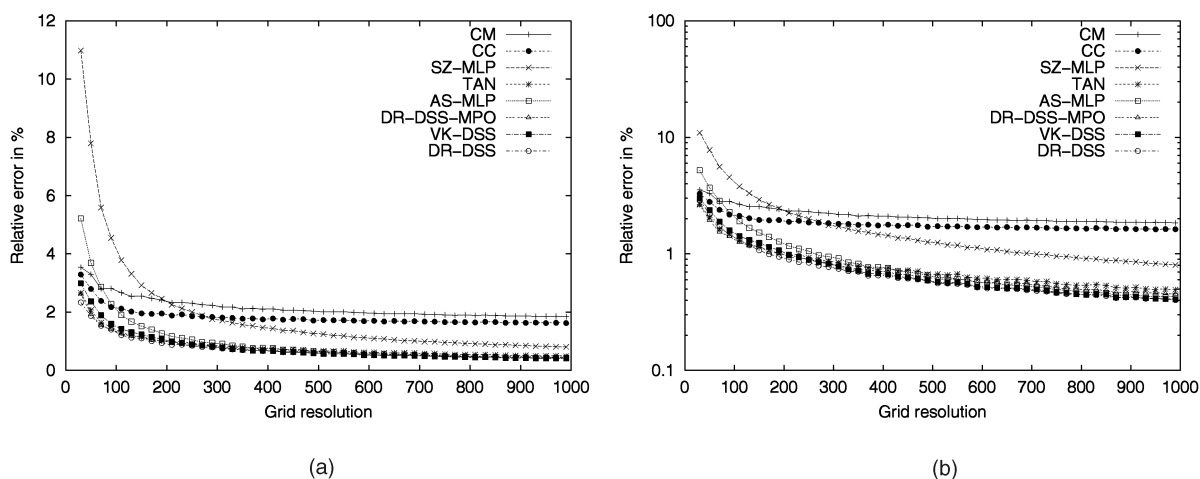 12
10
8
6
4
2
0
Relative error in %
CM
CC
SZ-MLP
TAN
AS-MLP
DR-DSS-MPO
VK-DSS
DR-DSS
0 100 200 300 400 500 600 700 800 900 1000
Grid resolution
(a)
100
10
1
0.1
Relative error in %
CM
CC
SZ-MLP
TAN
AS-MLP
DR-DSS-MPO
VK-DSS
DR-DSS
0 100 200 300 400 500 600 700 800 900 1000
Grid resolution
(b)